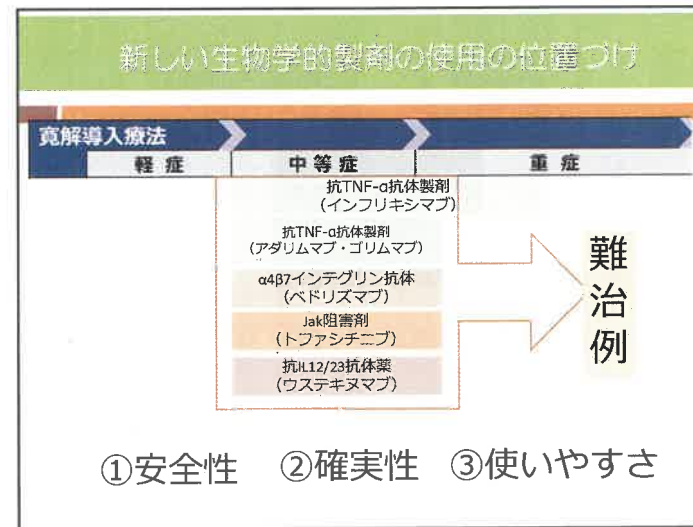 新しい生物学的製剤の使用の位置づけ
寛解導入療法
軽症 中等症 重症
抗TNF-α抗体製剤
(インフリキシマブ)
抗TNF-α抗体製剤
(アダリムマブ・ゴリムマブ)
α4β7インテグリン抗体
(ベドリズマブ)
Jak阻害剤
(トファシチニブ)
抗IL12/23抗体薬
(ウステキヌマブ)
難治例
①安全性 ②確実性 ③使いやすさ